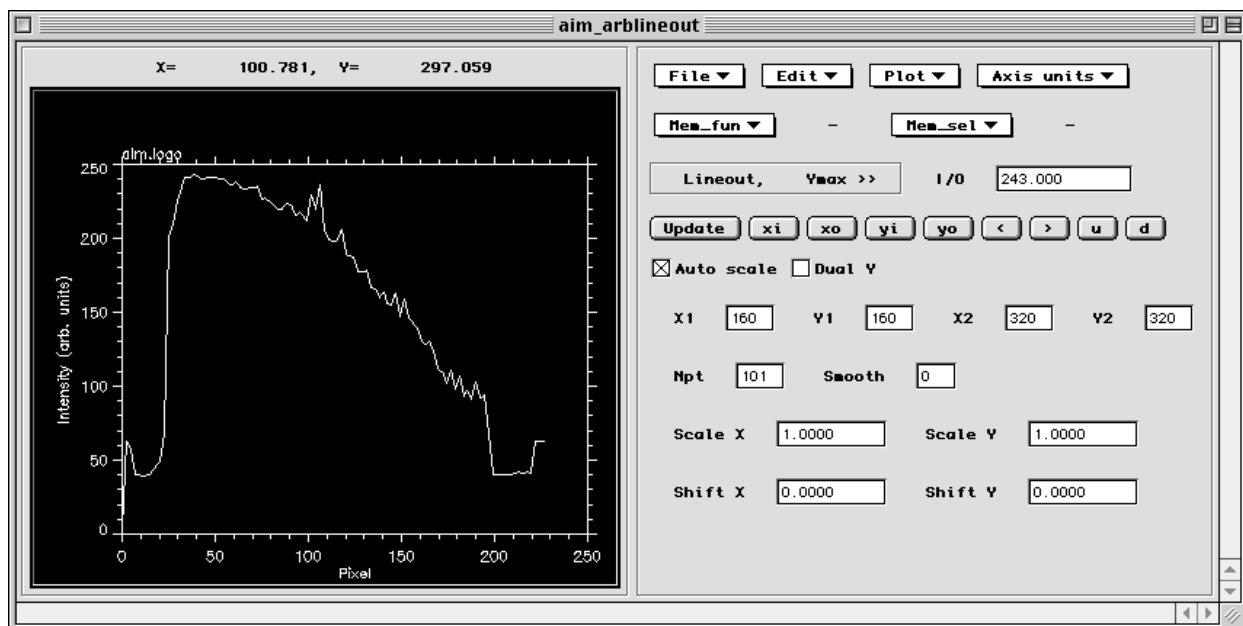 aim_arblineout
X= 100.781, Y= 297.059
File ▼ Edit ▼ Plot ▼ Axis units ▼
Mem_fun ▼ - Mem_sel ▼ -
Lineout, Ymax >> I/O 243.000
Update xi xo yi yo < > u d
Auto scale Dual Y
X1 160 Y1 160 X2 320 Y2 320
Npt 101 Smooth 0
Scale X 1.0000 Scale Y 1.0000
Shift X 0.0000 Shift Y 0.0000
aim.logo
250
200
150
100
50
0
Intensity (arb. units)
0 50 100 150 200 250
Pixel